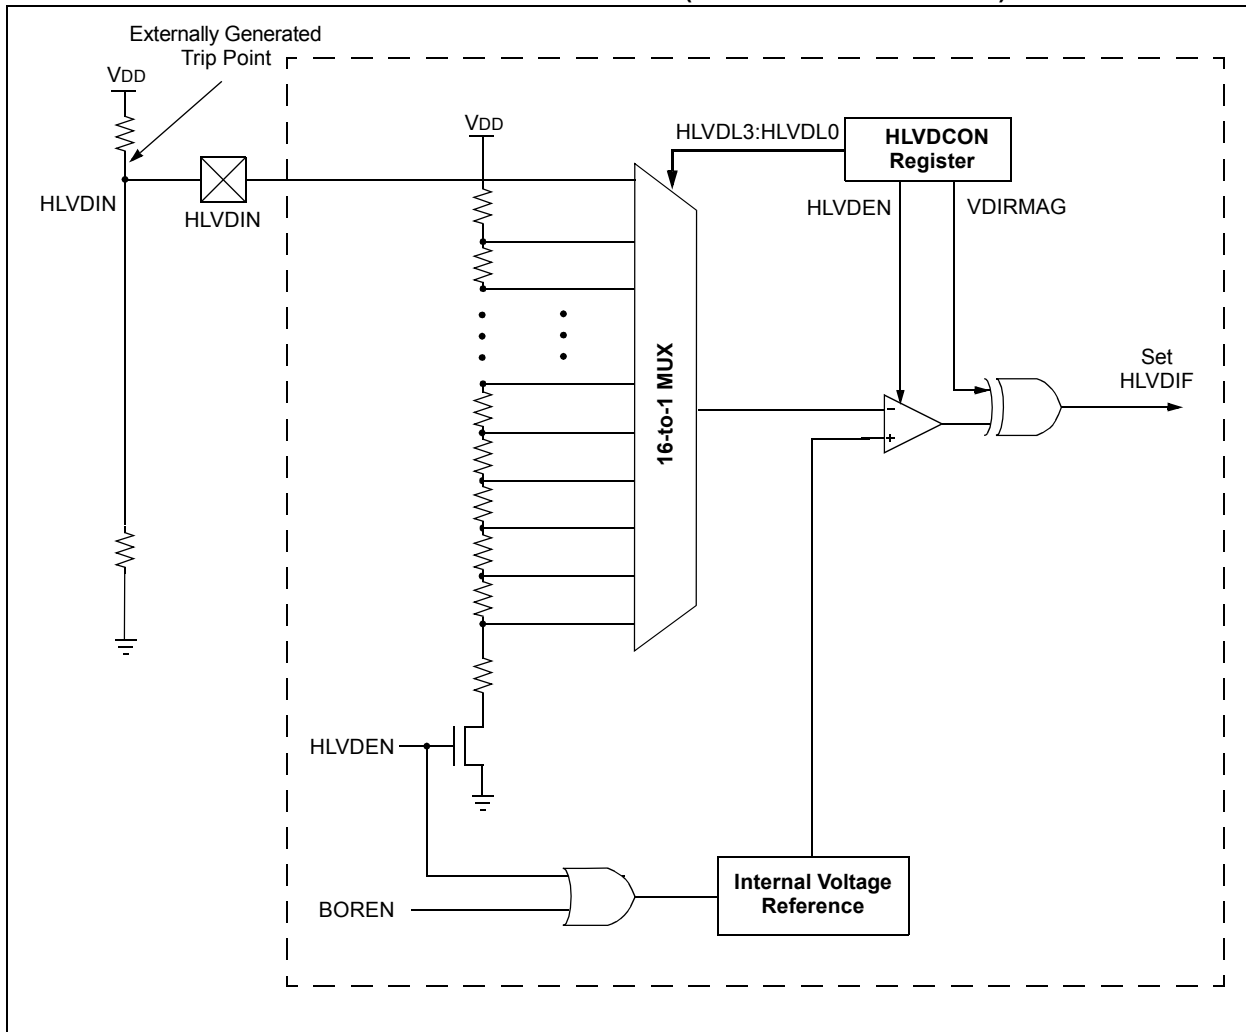 Externally Generated
Trip Point
VDD
VDD
HLVDL3:HLVDL0
HLVDCON
Register
HLVDIN
HLVDIN
HLVDEN
VDIRMAG
16-to-1 MUX
Set
HLVDIF
-
+
HLVDEN
BOREN
Internal Voltage
Reference